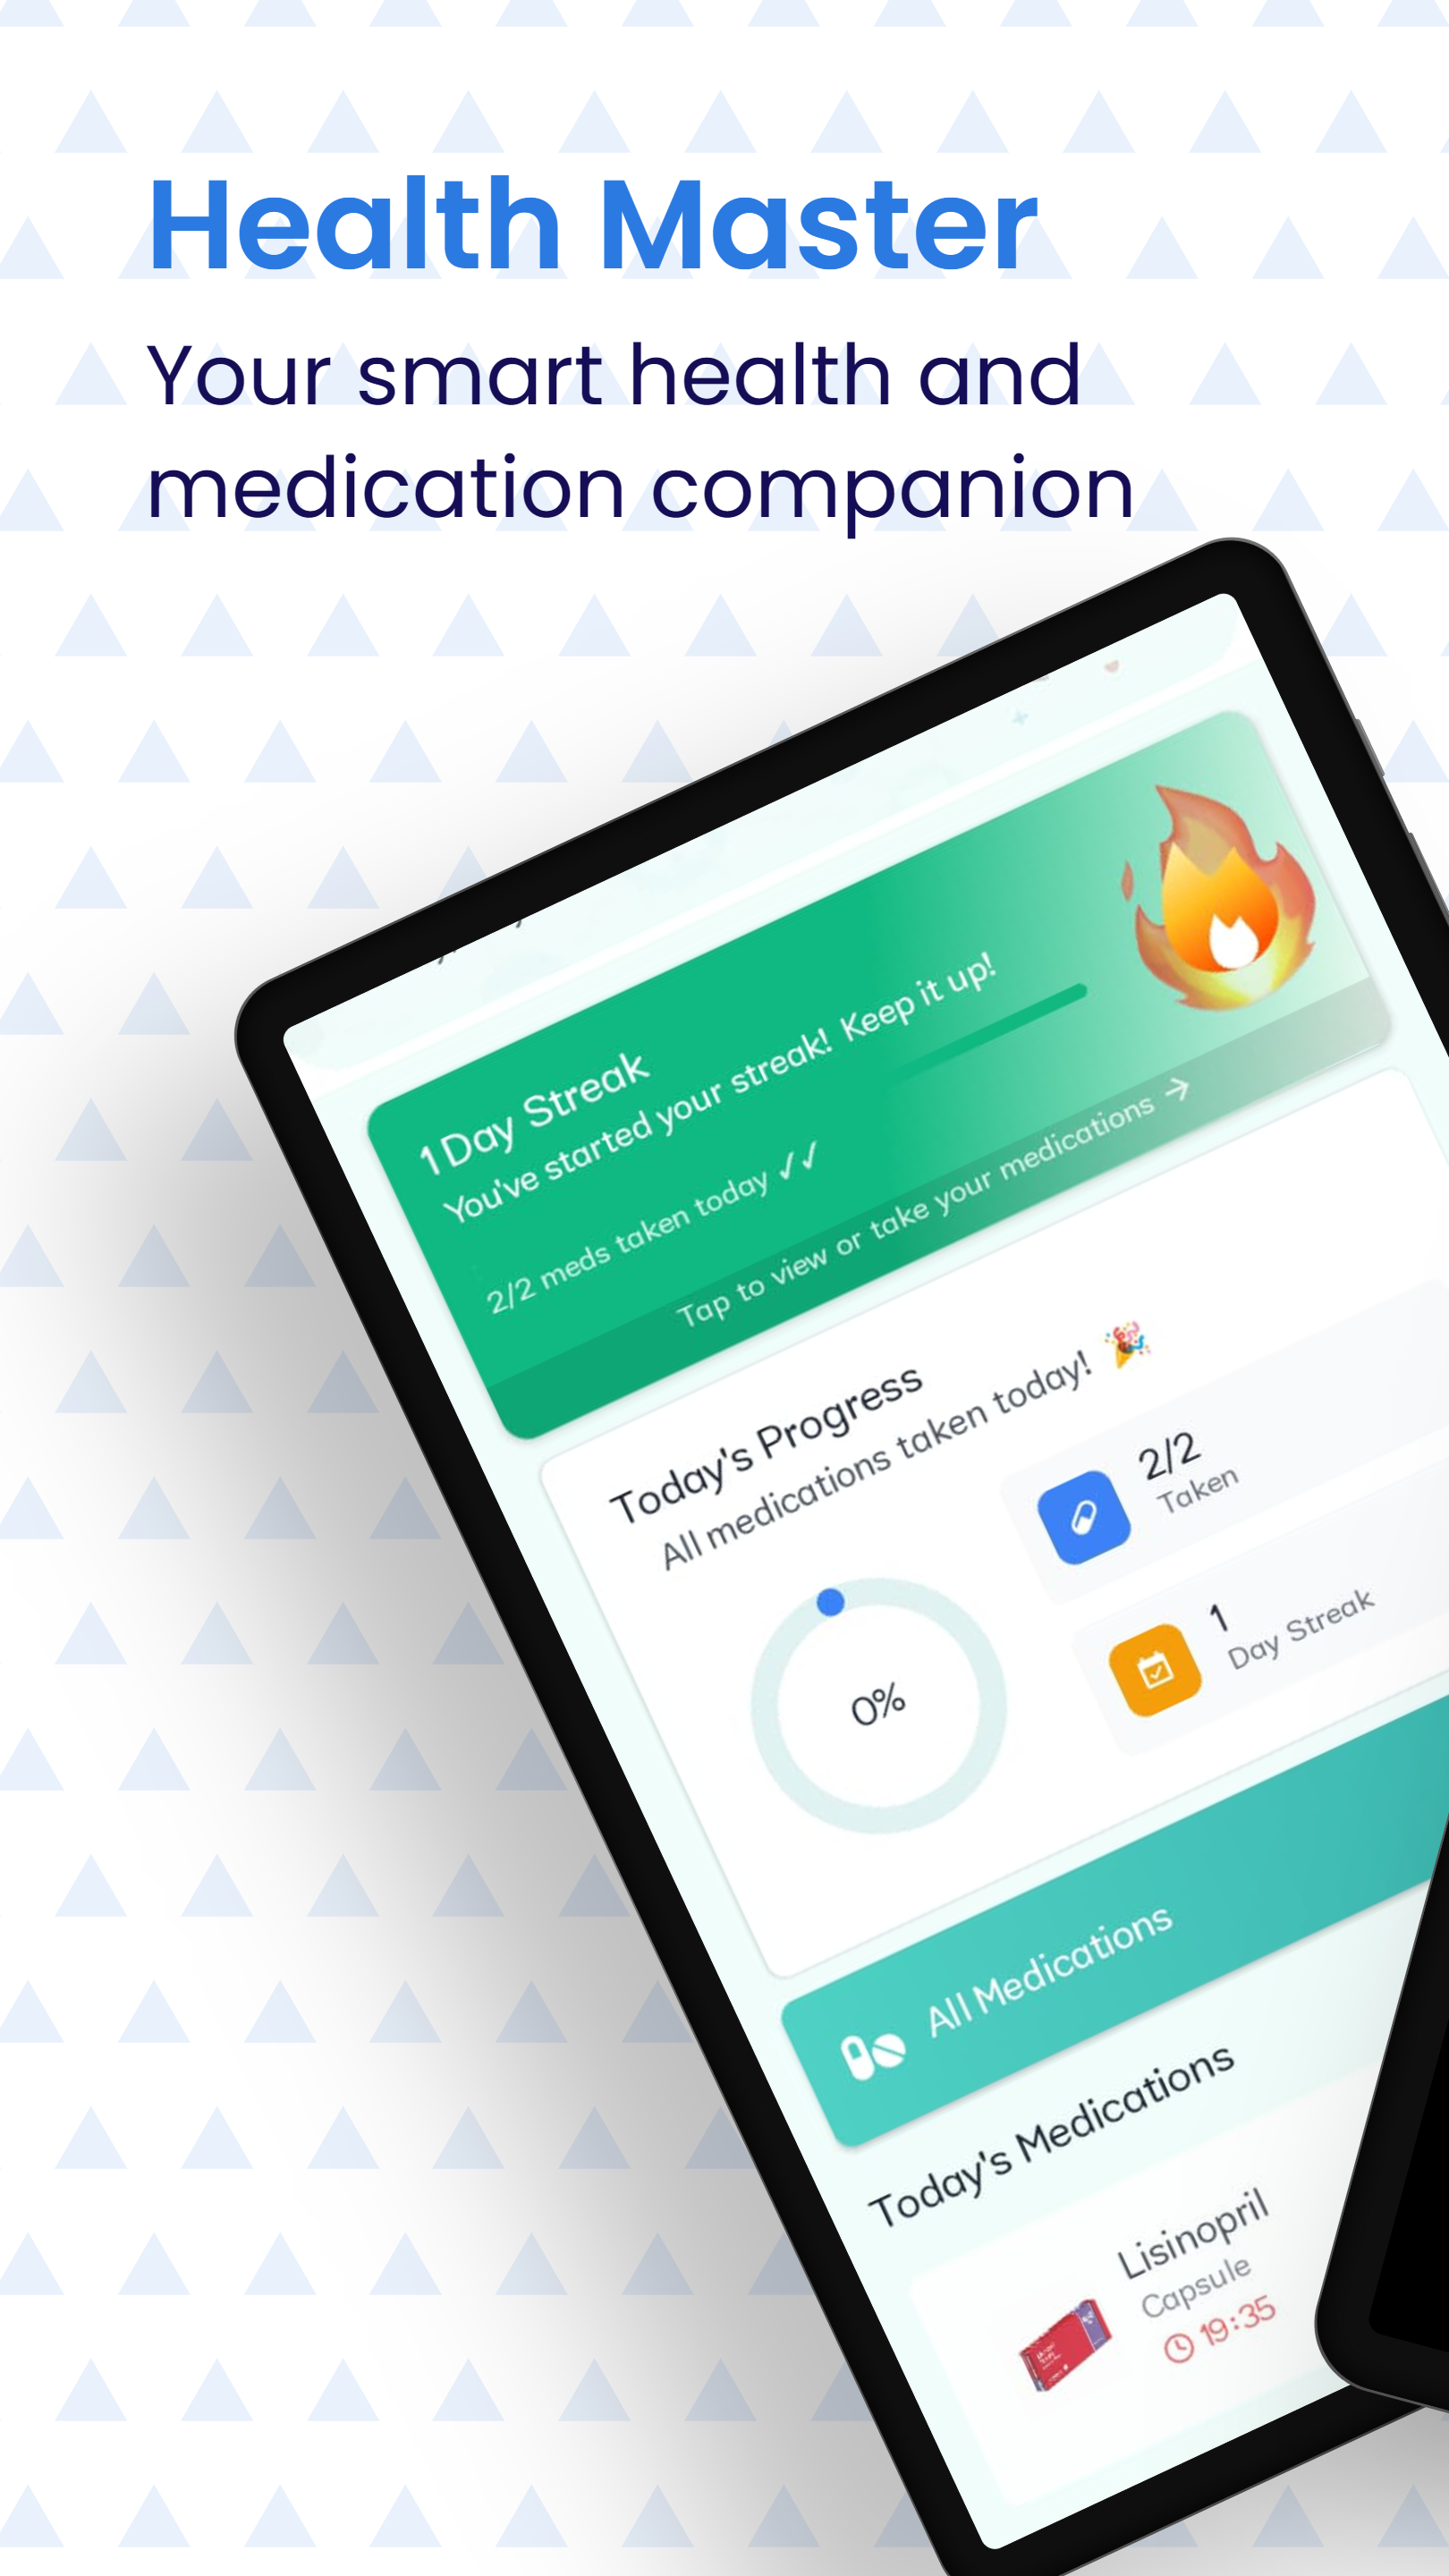 Health Master
Your smart health and
medication companion
1 Day Streak
You've started your streak! Keep it up!
2/2 meds taken today ✓✓
Tap to view or take your medications →
Today's Progress
All medications taken today! 🎉
2/2
Taken
0%
1
Day Streak
All Medications
Today's Medications
Lisinopril
Capsule
19:35